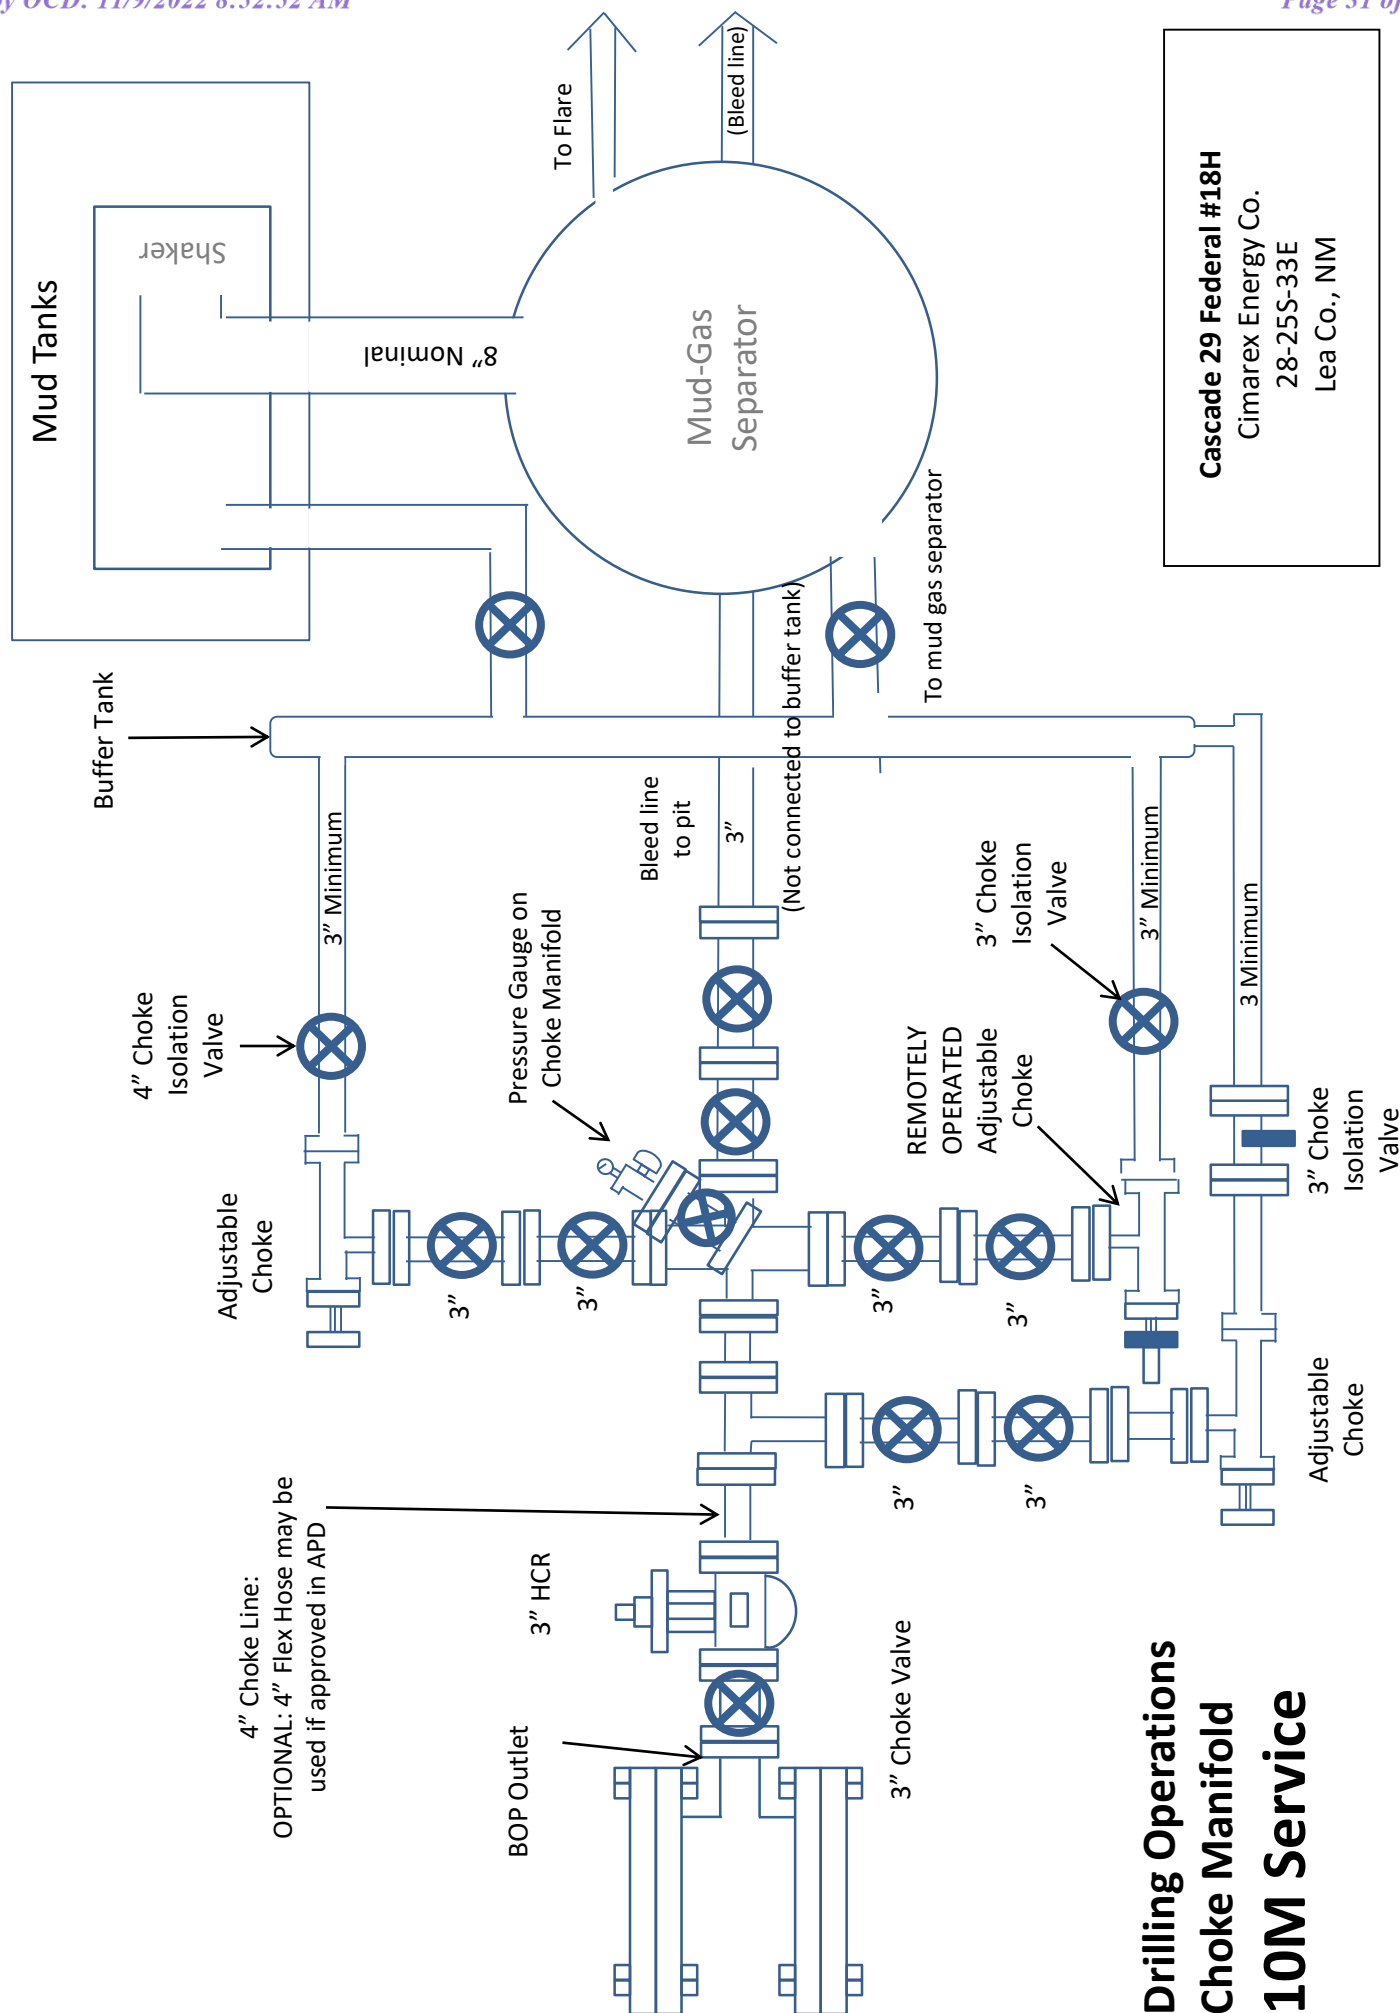 by OCD: 11/9/2022 8:32:32 AM
Page 31 of
Mud Tanks
Shaker
8” Nominal
To Flare
(Bleed line)
Mud-Gas
Separator
Cascade 29 Federal #18H
Cimarex Energy Co.
28-25S-33E
Lea Co., NM
Buffer Tank
To mud gas separator
3” Minimum
Bleed line
to pit
3”
(Not connected to buffer tank)
4” Choke
Isolation
Valve
Pressure Gauge on
Choke Manifold
3” Choke
Isolation
Valve
3” Minimum
3 Minimum
REMOTELY
OPERATED
Adjustable
Choke
3” Choke
Isolation
Valve
Adjustable
Choke
3”
3”
3”
3”
3”
3”
Adjustable
Choke
4” Choke Line:
OPTIONAL: 4” Flex Hose may be
used if approved in APD
3” HCR
BOP Outlet
3” Choke Valve
Drilling Operations
Choke Manifold
10M Service